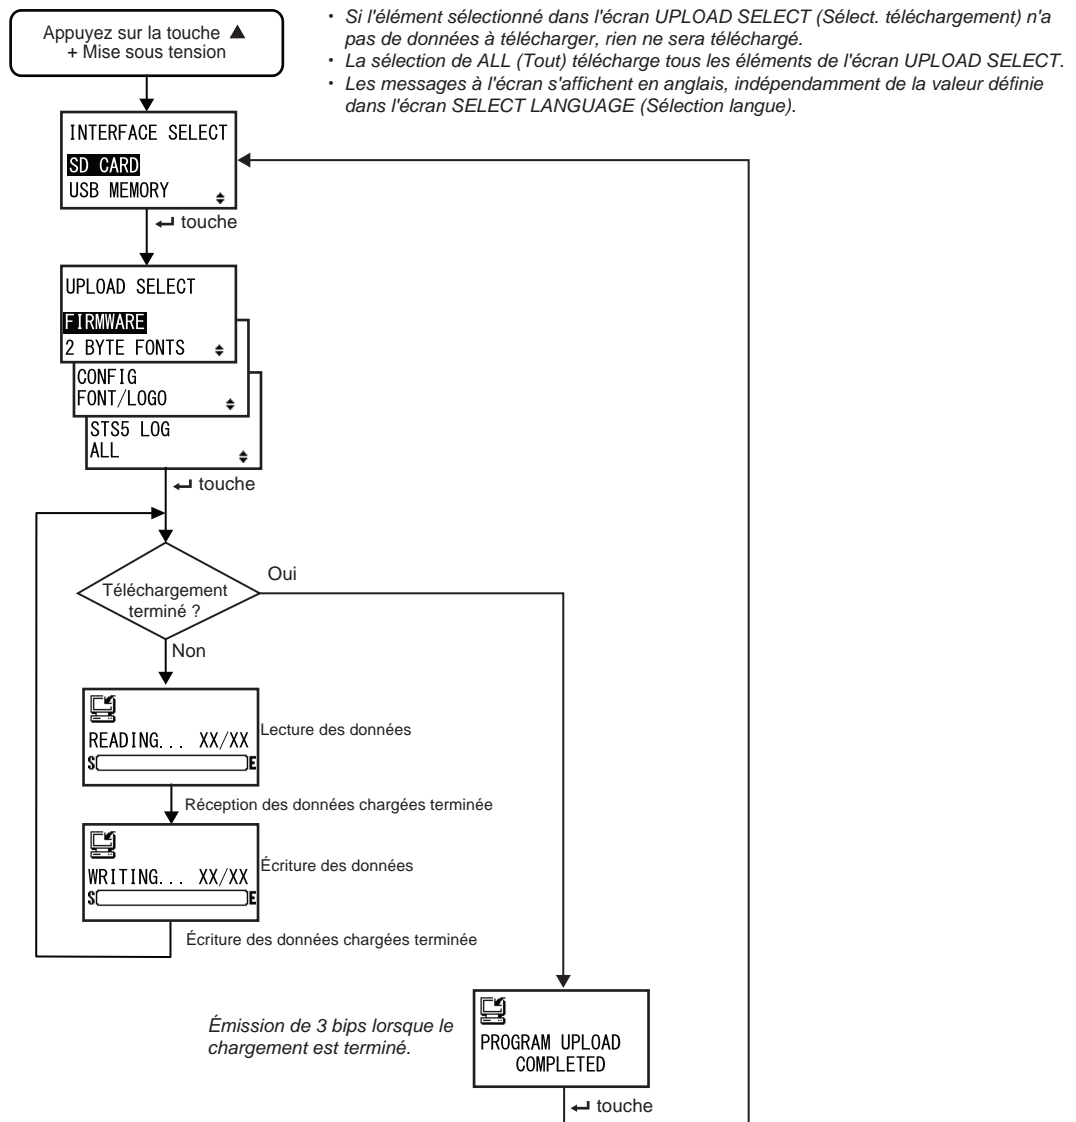 Appuyez sur la touche ▲
+ Mise sous tension
・ Si l'élément sélectionné dans l'écran UPLOAD SELECT (Sélect. téléchargement) n'a
pas de données à télécharger, rien ne sera téléchargé.
・ La sélection de ALL (Tout) télécharge tous les éléments de l'écran UPLOAD SELECT.
・ Les messages à l'écran s'affichent en anglais, indépendamment de la valeur définie
dans l'écran SELECT LANGUAGE (Sélection langue).
INTERFACE SELECT
SD CARD
USB MEMORY
↵ touche
UPLOAD SELECT
FIRMWARE
2 BYTE FONTS
CONFIG
FONT/LOGO
STS5 LOG
ALL
↵ touche
Téléchargement
terminé ?
Oui
Non
READING... XX/XX
S E
Lecture des données
Réception des données chargées terminée
WRITING... XX/XX
S E
Écriture des données
Écriture des données chargées terminée
Émission de 3 bips lorsque le
chargement est terminé.
PROGRAM UPLOAD
COMPLETED
↵ touche